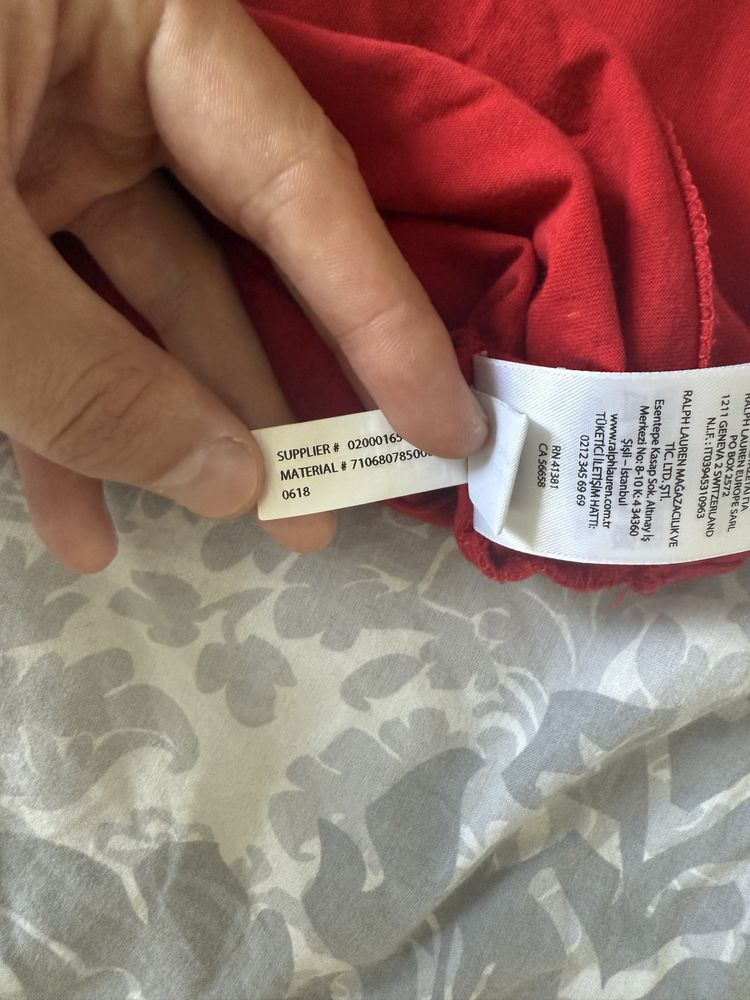 SUPPLIER # 02000165
MATERIAL # 71068078500
0618
RALPH LAUREN EUROPE SARL
PO BOX 2572
1211 GENEVA 2 SWITZERLAND
N.I.F.: IT03945310963
RALPH LAUREN MAGAZACILIK VE
TİC. LTD. ŞTİ.
Esentepe Kasap Sok. Altınay İş
Merkezi No: 8-10 K: 4 34360
Şişli – İstanbul
www.ralphlauren.com.tr
TÜKETİCİ İLETİŞİM HATTI:
0212 345 69 69
RN 41381
CA 56658